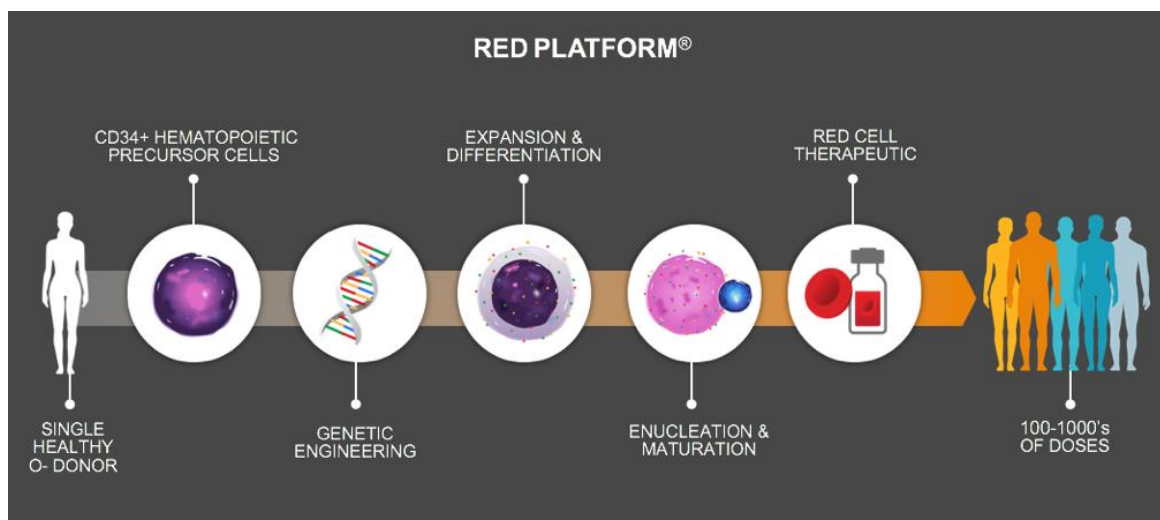 RED PLATFORM®
CD34+ HEMATOPOIETIC
PRECURSOR CELLS
EXPANSION &
DIFFERENTIATION
RED CELL
THERAPEUTIC
SINGLE
HEALTHY
O- DONOR
GENETIC
ENGINEERING
ENUCLEATION &
MATURATION
100-1000's
OF DOSES